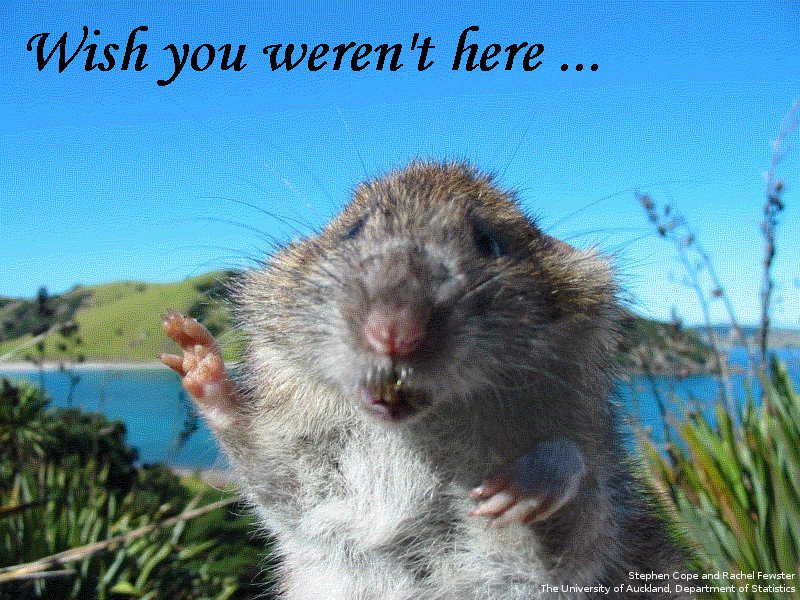 Wish you weren't here ...
Stephen Cope and Rachel Fewster
The University of Auckland, Department of Statistics